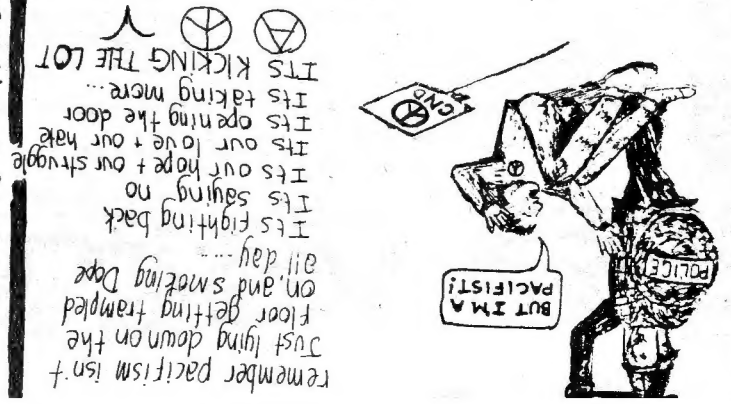 remember pacifism isn't
Just lying down on the
floor getting trampled
on, and smoking Dope
all day.....
Its fighting back
Its saying no
Its our hope + our struggle
Its our love + our hate
Its opening the door
Its taking more...
ITS KICKING THE LOT
BUT I'M A
PACIFIST!
POLICE
CND